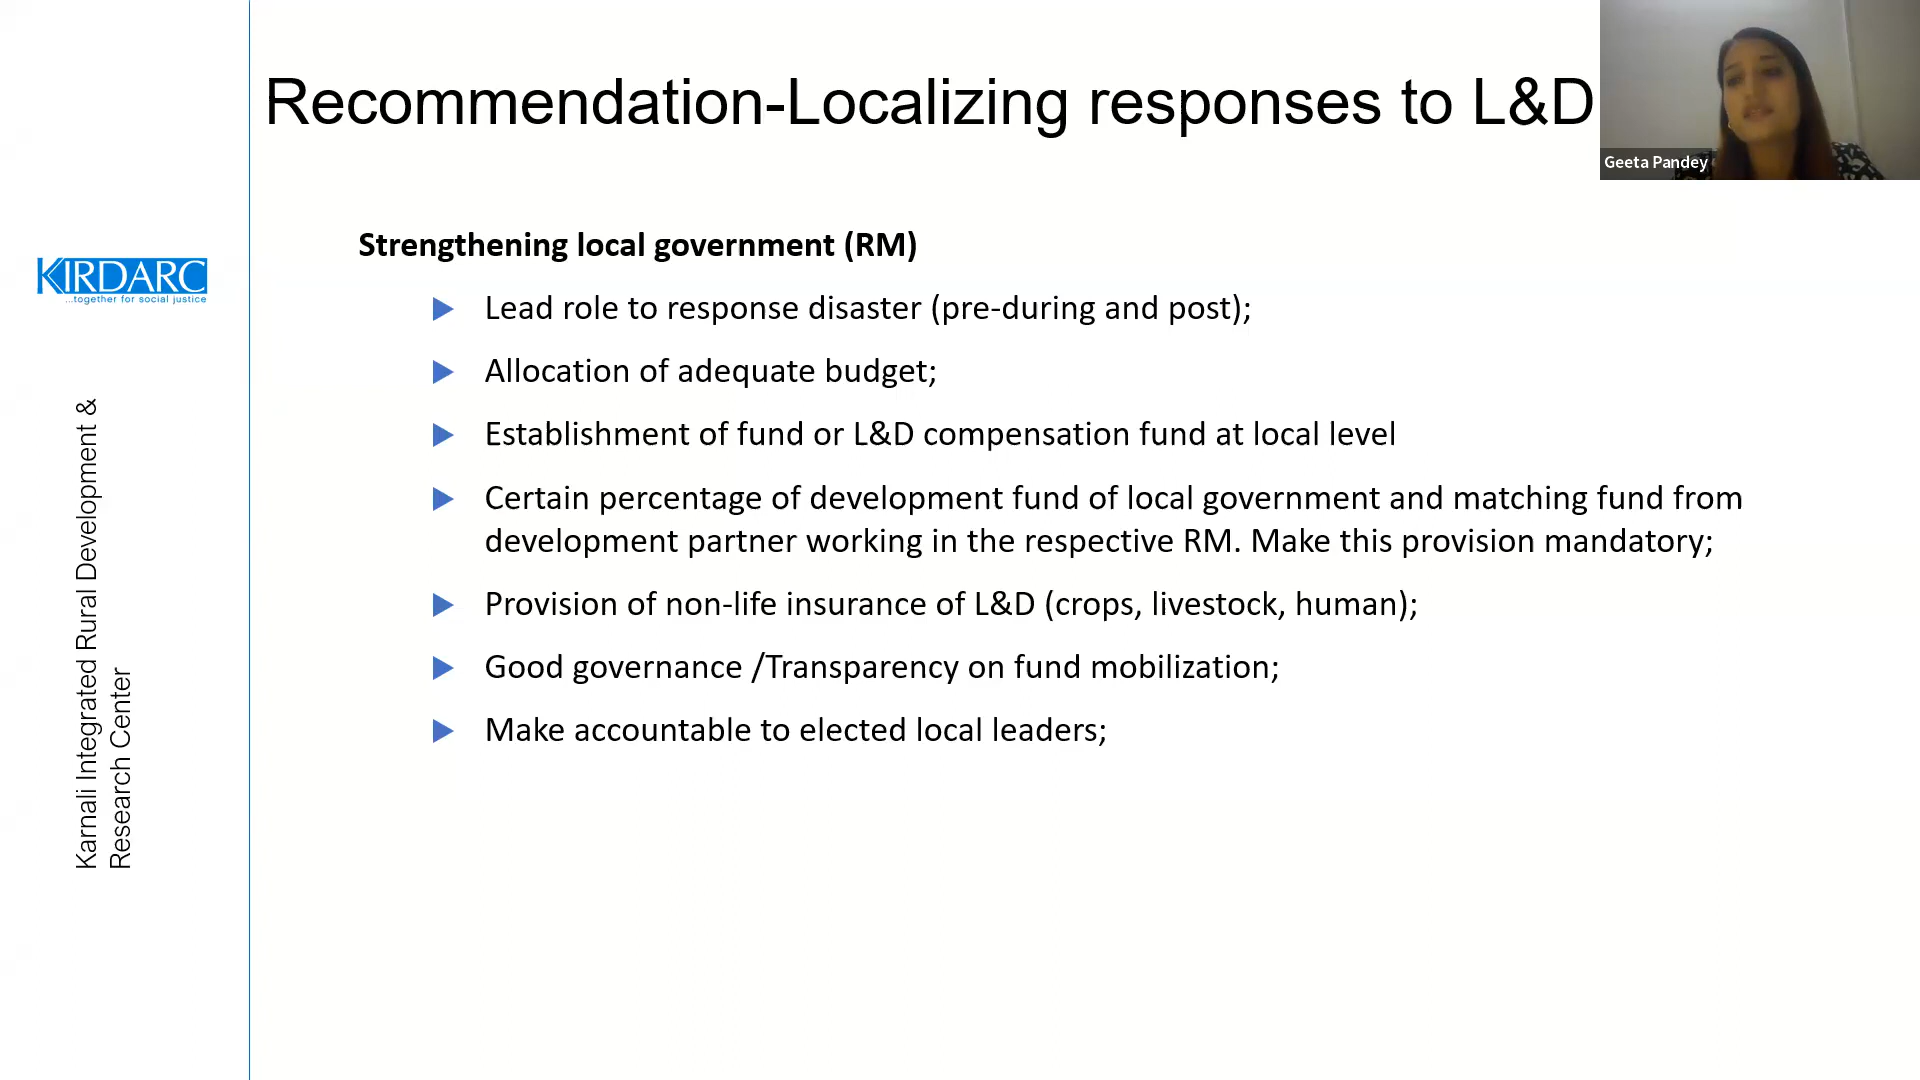 Recommendation-Localizing responses to L&D
Geeta Pandey
KIRDARC
...together for social justice
Karnali Integrated Rural Development &
Research Center
Strengthening local government (RM)
Lead role to response disaster (pre-during and post);
Allocation of adequate budget;
Establishment of fund or L&D compensation fund at local level
Certain percentage of development fund of local government and matching fund from
development partner working in the respective RM. Make this provision mandatory;
Provision of non-life insurance of L&D (crops, livestock, human);
Good governance /Transparency on fund mobilization;
Make accountable to elected local leaders;